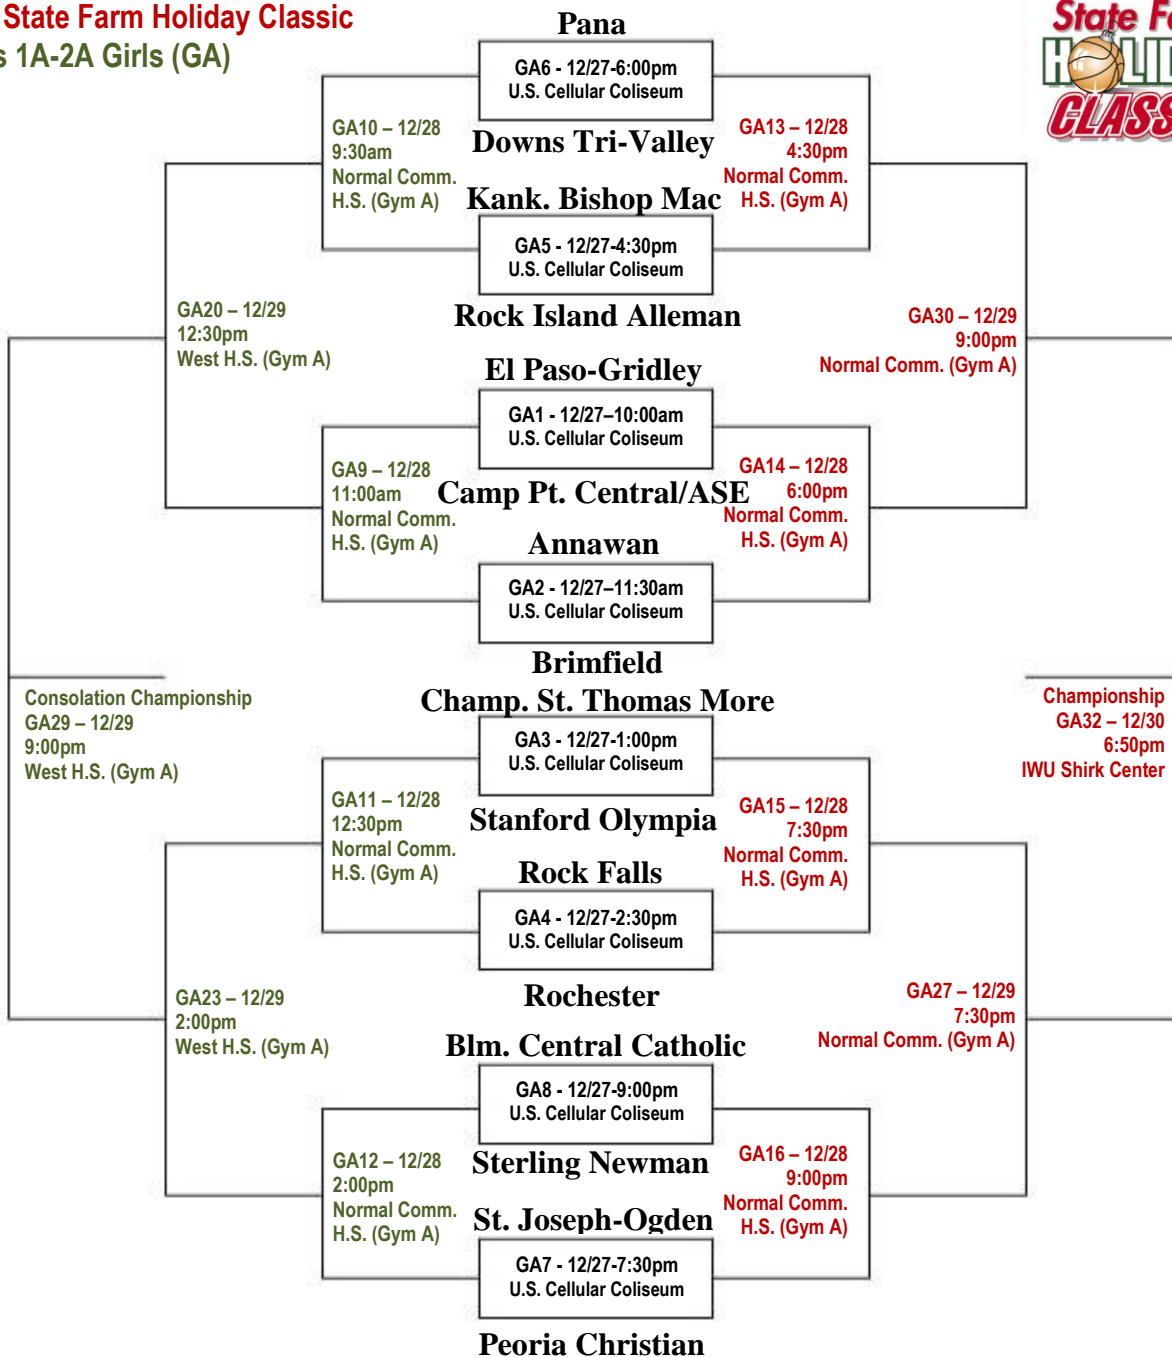 State Farm Holiday Classic
1A-2A Girls (GA)
State
HOLID
CLASS
Pana
GA6 - 12/27-6:00pm
U.S. Cellular Coliseum
Downs Tri-Valley
GA10 – 12/28
9:30am
Normal Comm.
H.S. (Gym A)
GA13 – 12/28
4:30pm
Normal Comm.
H.S. (Gym A)
Kank. Bishop Mac
GA5 - 12/27-4:30pm
U.S. Cellular Coliseum
Rock Island Alleman
GA20 – 12/29
12:30pm
West H.S. (Gym A)
GA30 – 12/29
9:00pm
Normal Comm. (Gym A)
El Paso-Gridley
GA1 - 12/27–10:00am
U.S. Cellular Coliseum
Camp Pt. Central/ASE
GA9 – 12/28
11:00am
Normal Comm.
H.S. (Gym A)
GA14 – 12/28
6:00pm
Normal Comm.
H.S. (Gym A)
Annawan
GA2 - 12/27–11:30am
U.S. Cellular Coliseum
Brimfield
Consolation Championship
GA29 – 12/29
9:00pm
West H.S. (Gym A)
Championship
GA32 – 12/30
6:50pm
IWU Shirk Center
Champ. St. Thomas More
GA3 - 12/27-1:00pm
U.S. Cellular Coliseum
Stanford Olympia
GA11 – 12/28
12:30pm
Normal Comm.
H.S. (Gym A)
GA15 – 12/28
7:30pm
Normal Comm.
H.S. (Gym A)
Rock Falls
GA4 - 12/27-2:30pm
U.S. Cellular Coliseum
Rochester
GA23 – 12/29
2:00pm
West H.S. (Gym A)
GA27 – 12/29
7:30pm
Normal Comm. (Gym A)
Blm. Central Catholic
GA8 - 12/27-9:00pm
U.S. Cellular Coliseum
Sterling Newman
GA12 – 12/28
2:00pm
Normal Comm.
H.S. (Gym A)
GA16 – 12/28
9:00pm
Normal Comm.
H.S. (Gym A)
St. Joseph-Ogden
GA7 - 12/27-7:30pm
U.S. Cellular Coliseum
Peoria Christian